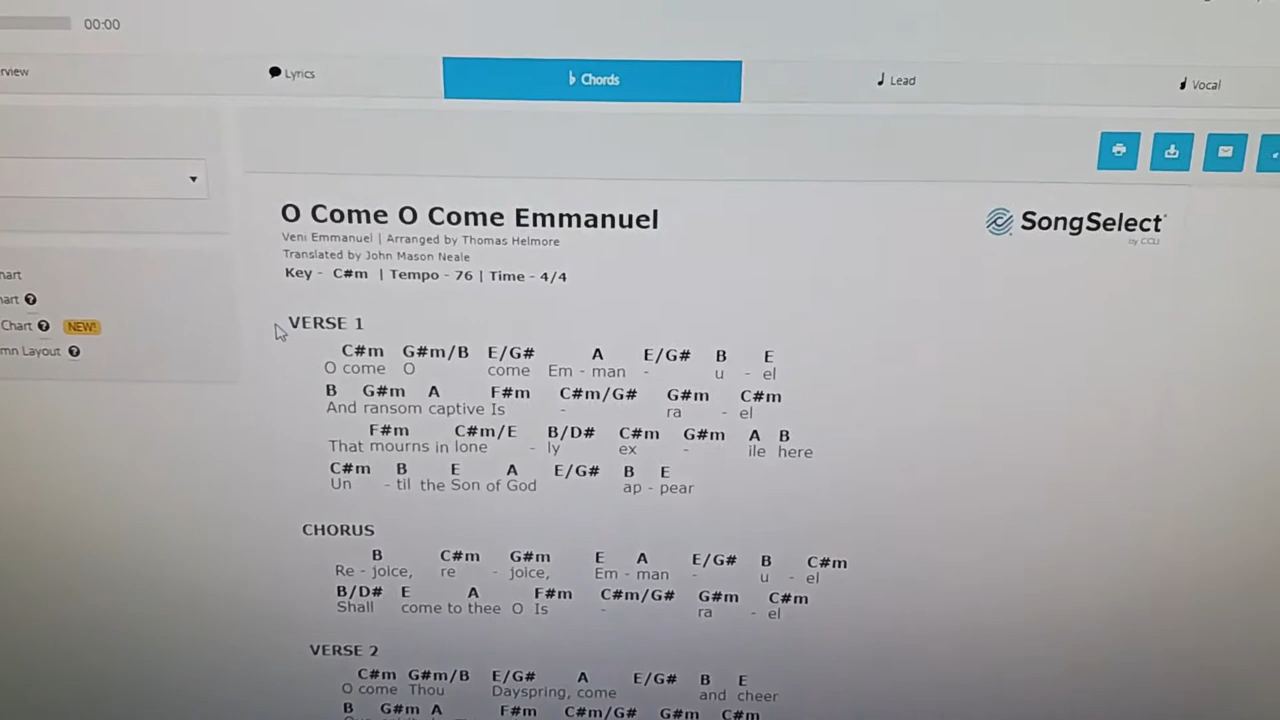 00:00
rview
Lyrics
♭ Chords
Lead
Vocal
O Come O Come Emmanuel
SongSelect
by CCLI
Veni Emmanuel | Arranged by Thomas Helmore
Translated by John Mason Neale
Key - C#m | Tempo - 76 | Time - 4/4
hart
hart ?
Chart ? NEW!
mn Layout ?
VERSE 1
C#m G#m/B E/G# A E/G# B E
O come O come Em - man - u - el
B G#m A F#m C#m/G# G#m C#m
And ransom captive Is - ra - el
F#m C#m/E B/D# C#m G#m A B
That mourns in lone - ly ex - ile here
C#m B E A E/G# B E
Un - til the Son of God ap - pear
CHORUS
B C#m G#m E A E/G# B C#m
Re - joice, re - joice, Em - man - u - el
B/D# E A F#m C#m/G# G#m C#m
Shall come to thee O Is - ra - el
VERSE 2
C#m G#m/B E/G# A E/G# B E
O come Thou Dayspring, come and cheer
B G#m A F#m C#m/G# G#m C#m